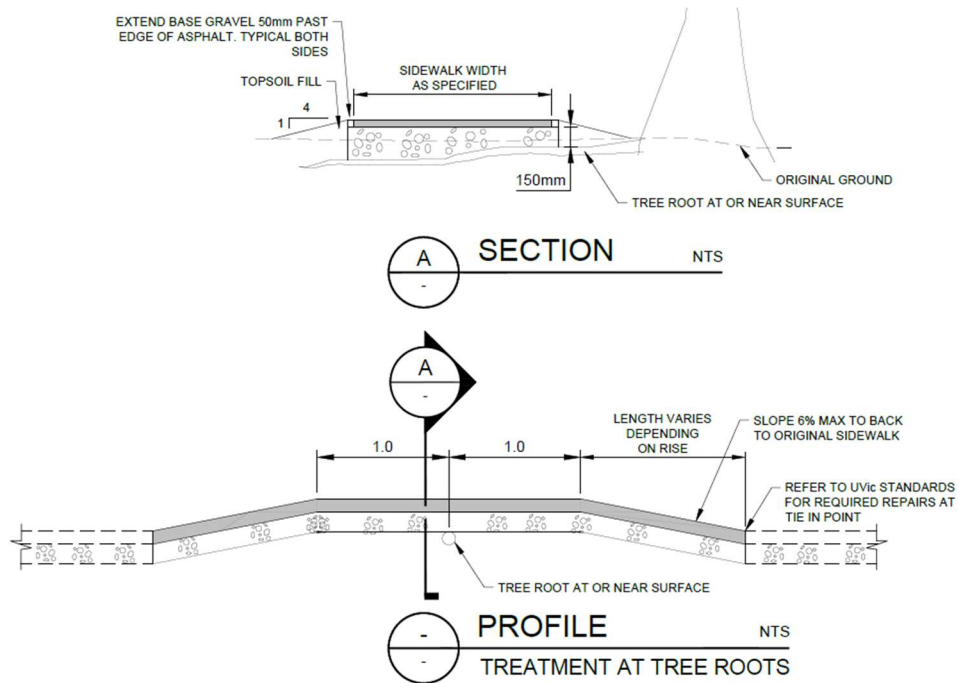 EXTEND BASE GRAVEL 50mm PAST
EDGE OF ASPHALT. TYPICAL BOTH
SIDES
TOPSOIL FILL
4
1
SIDEWALK WIDTH
AS SPECIFIED
150mm
ORIGINAL GROUND
TREE ROOT AT OR NEAR SURFACE
A
-
SECTION
NTS
A
-
1.0
1.0
LENGTH VARIES
DEPENDING
ON RISE
SLOPE 6% MAX TO BACK
TO ORIGINAL SIDEWALK
REFER TO UVic STANDARDS
FOR REQUIRED REPAIRS AT
TIE IN POINT
TREE ROOT AT OR NEAR SURFACE
-
-
PROFILE
NTS
TREATMENT AT TREE ROOTS